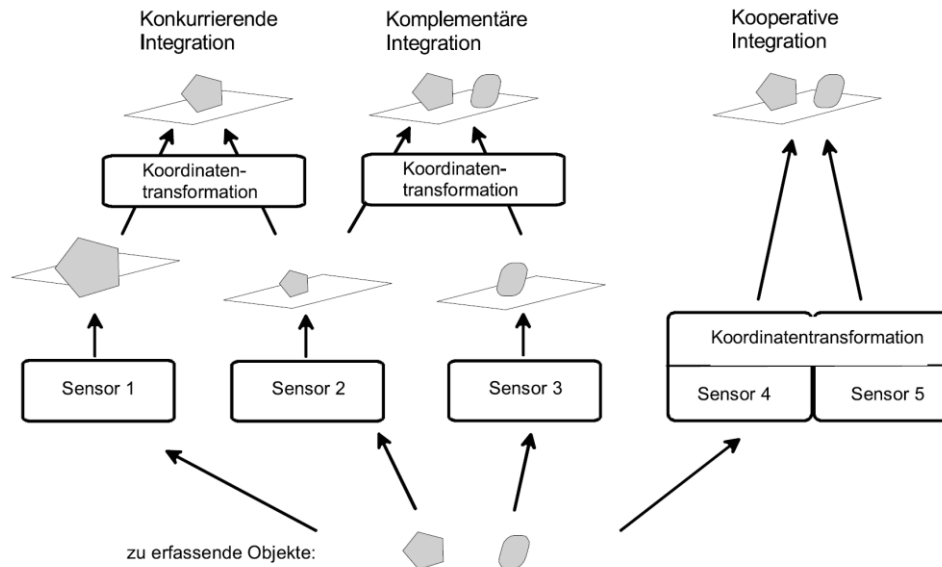 Konkurrierende
Integration
Komplementäre
Integration
Kooperative
Integration
Koordinaten-
transformation
Koordinaten-
transformation
Koordinatentransformation
Sensor 1
Sensor 2
Sensor 3
Sensor 4
Sensor 5
zu erfassende Objekte: